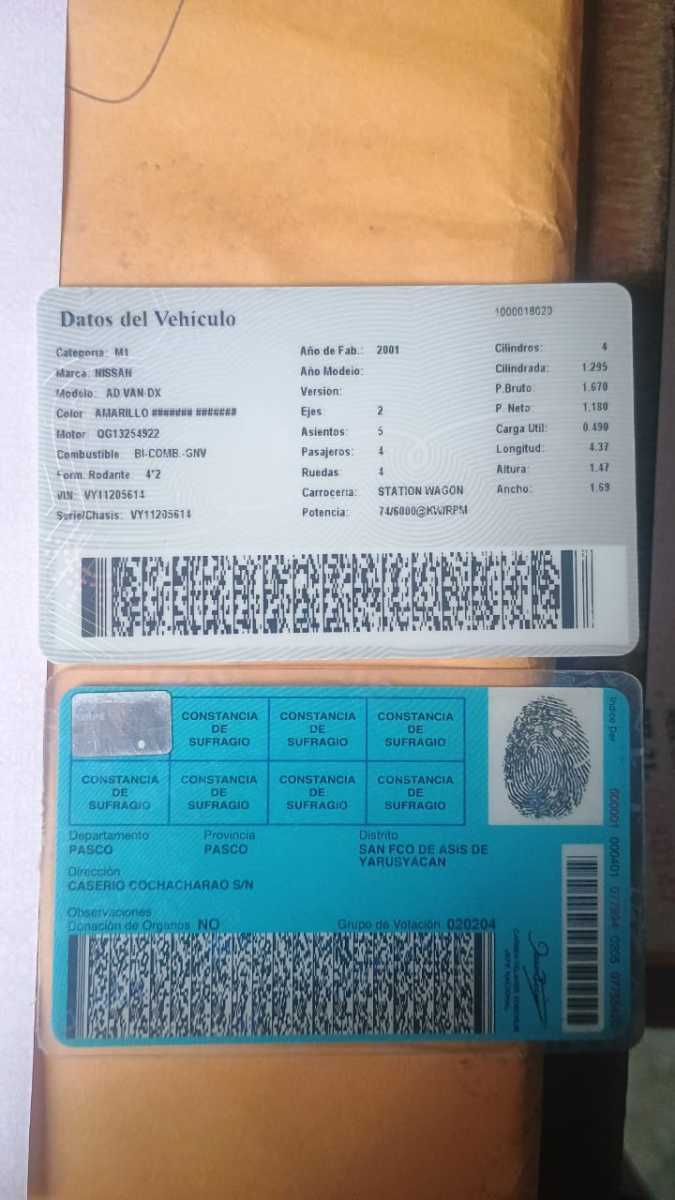 Datos del Vehículo
1000018020
Categoria: M1
Marca: NISSAN
Modelo: AD VAN DX
Color AMARILLO ####### #######
Motor QG13254922
Combustible BI-COMB.-GNV
Form. Rodante 4*2
VIN: VY11205614
Serie/Chasis: VY11205614
Año de Fab.: 2001
Año Modelo:
Version:
Ejes 2
Asientos: 5
Pasajeros: 4
Ruedas 4
Carrocería: STATION WAGON
Potencia: 74/6000@KW/RPM
Cilindros: 4
Cilindrada: 1.295
P.Bruto: 1.670
P. Neto: 1.180
Carga Util: 0.490
Longitud: 4.37
Altura: 1.47
Ancho: 1.69
CONSTANCIA DE SUFRAGIO
CONSTANCIA DE SUFRAGIO
CONSTANCIA DE SUFRAGIO
CONSTANCIA DE SUFRAGIO
CONSTANCIA DE SUFRAGIO
CONSTANCIA DE SUFRAGIO
CONSTANCIA DE SUFRAGIO
Indice Der
Departamento
PASCO
Provincia
PASCO
Distrito
SAN FCO DE ASIS DE
YARUSYACAN
Dirección
CASERIO COCHACHARAO S/N
Observaciones
Donación de Organos NO
Grupo de Votación 020204
JEFE NACIONAL